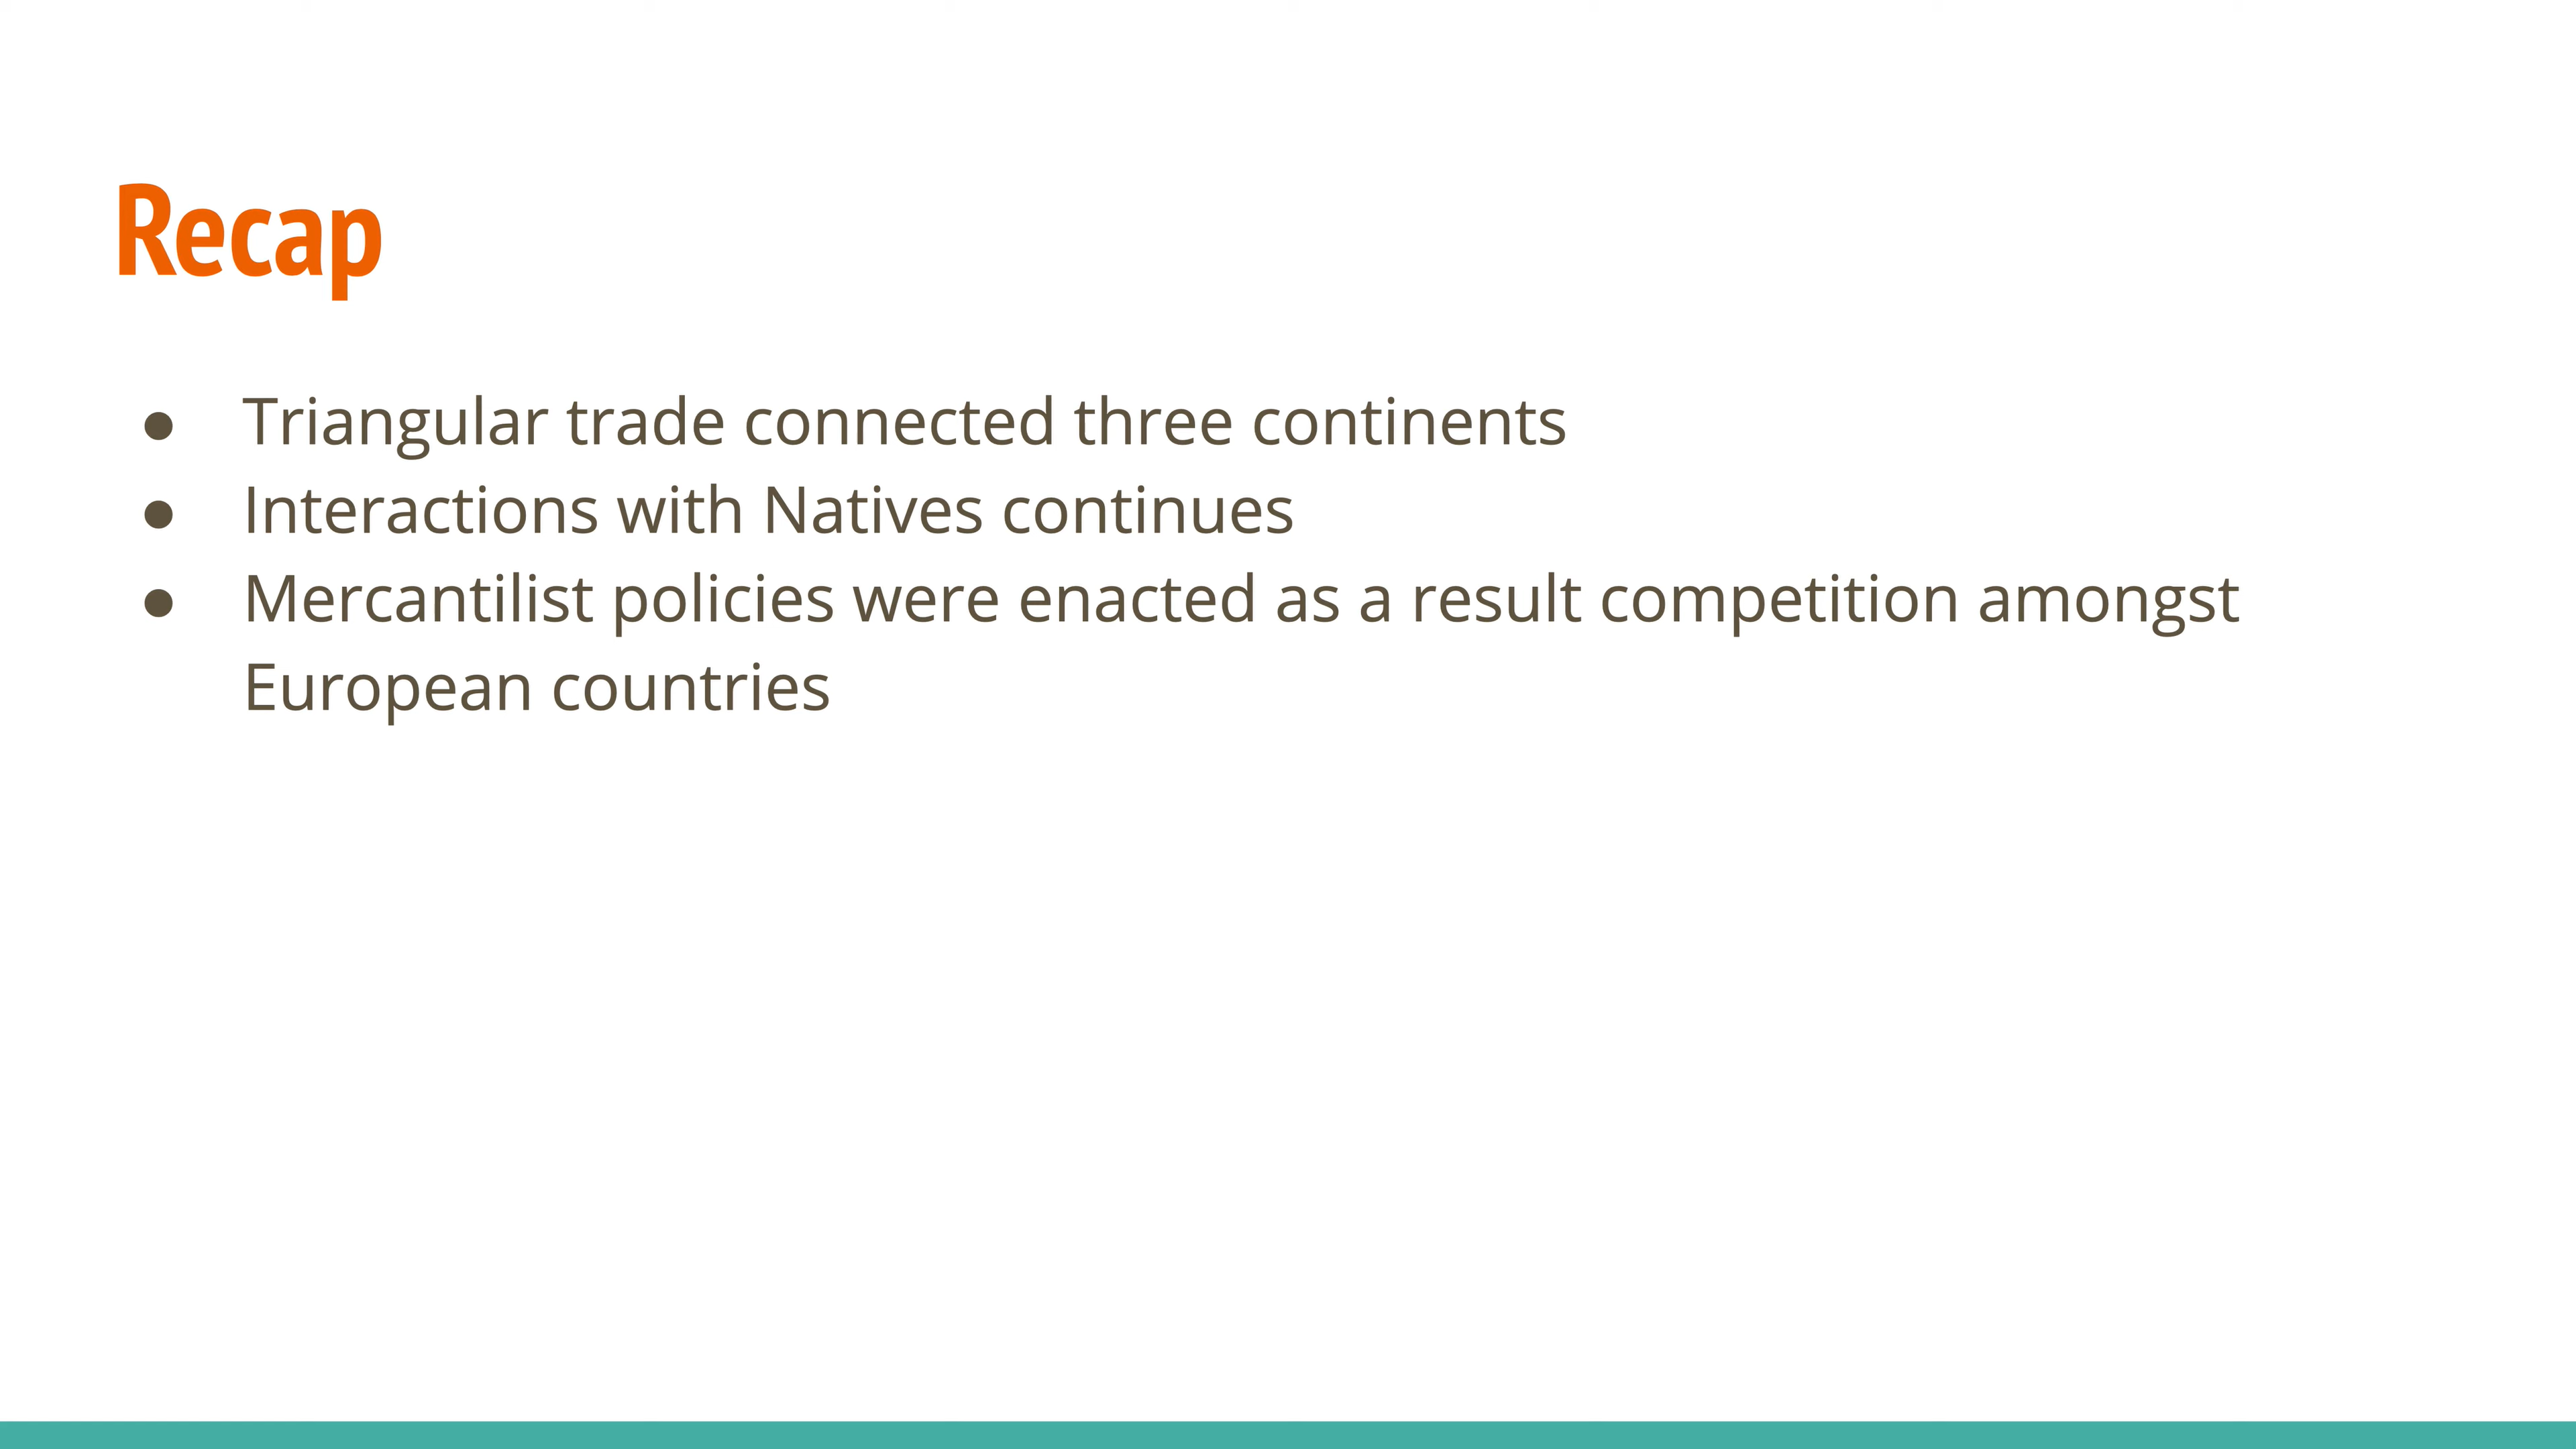 Recap
● Triangular trade connected three continents
● Interactions with Natives continues
● Mercantilist policies were enacted as a result competition amongst
European countries